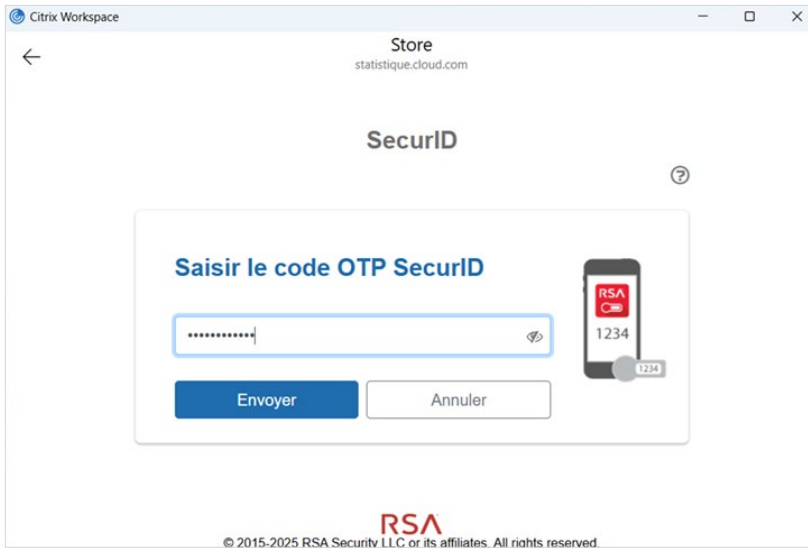 Citrix Workspace
Store
statistique.cloud.com
SecurID
Saisir le code OTP SecurID
••••••••••••
RSA
1234
1234
Envoyer
Annuler
RSA
© 2015-2025 RSA Security LLC or its affiliates. All rights reserved.